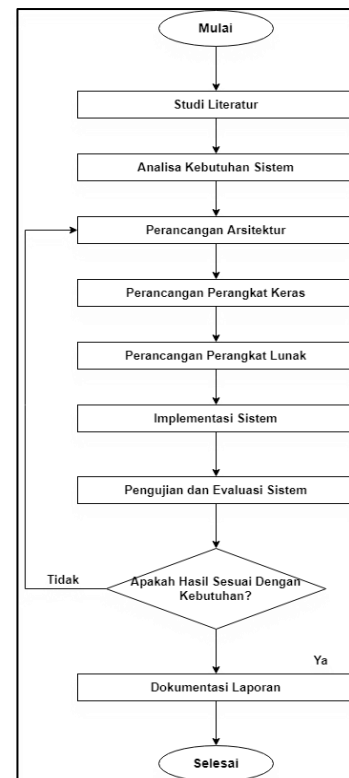 Mulai
Studi Literatur
Analisa Kebutuhan Sistem
Perancangan Arsitektur
Perancangan Perangkat Keras
Perancangan Perangkat Lunak
Implementasi Sistem
Pengujian dan Evaluasi Sistem
Tidak
Apakah Hasil Sesuai Dengan
Kebutuhan?
Ya
Dokumentasi Laporan
Selesai